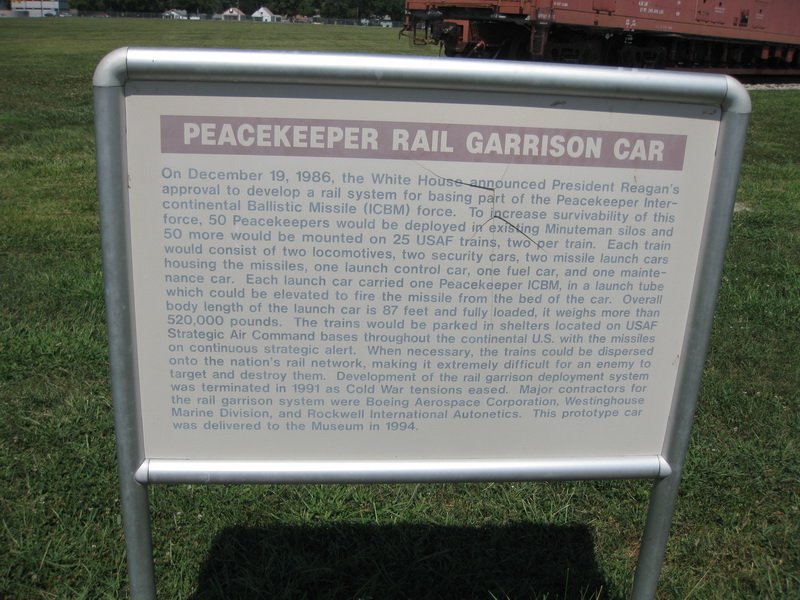 PEACEKEEPER RAIL GARRISON CAR
On December 19, 1986, the White House announced President Reagan's
approval to develop a rail system for basing part of the Peacekeeper Inter-
continental Ballistic Missile (ICBM) force. To increase survivability of this
force, 50 Peacekeepers would be deployed in existing Minuteman silos and
50 more would be mounted on 25 USAF trains, two per train. Each train
would consist of two locomotives, two security cars, two missile launch cars
housing the missiles, one launch control car, one fuel car, and one mainte-
nance car. Each launch car carried one Peacekeeper ICBM, in a launch tube
which could be elevated to fire the missile from the bed of the car. Overall
body length of the launch car is 87 feet and fully loaded, it weighs more than
520,000 pounds. The trains would be parked in shelters located on USAF
Strategic Air Command bases throughout the continental U.S. with the missiles
on continuous strategic alert. When necessary, the trains could be dispersed
onto the nation's rail network, making it extremely difficult for an enemy to
target and destroy them. Development of the rail garrison deployment system
was terminated in 1991 as Cold War tensions eased. Major contractors for
the rail garrison system were Boeing Aerospace Corporation, Westinghouse
Marine Division, and Rockwell International Autonetics. This prototype car
was delivered to the Museum in 1994.